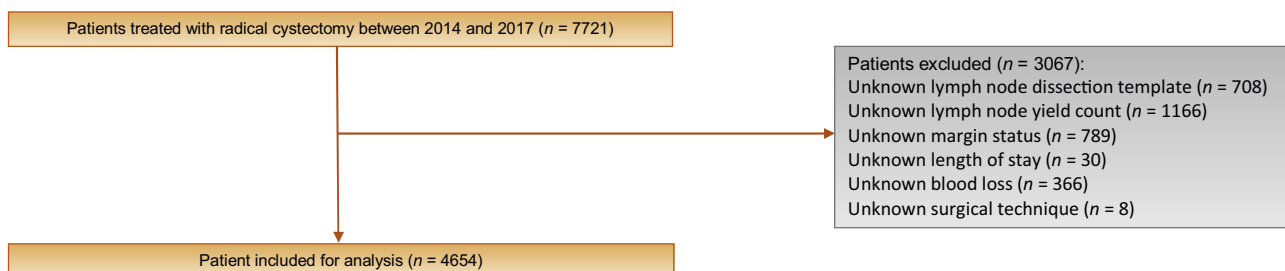 Patients treated with radical cystectomy between 2014 and 2017 (n = 7721)
Patients excluded (n = 3067):
Unknown lymph node dissection template (n = 708)
Unknown lymph node yield count (n = 1166)
Unknown margin status (n = 789)
Unknown length of stay (n = 30)
Unknown blood loss (n = 366)
Unknown surgical technique (n = 8)
Patient included for analysis (n = 4654)